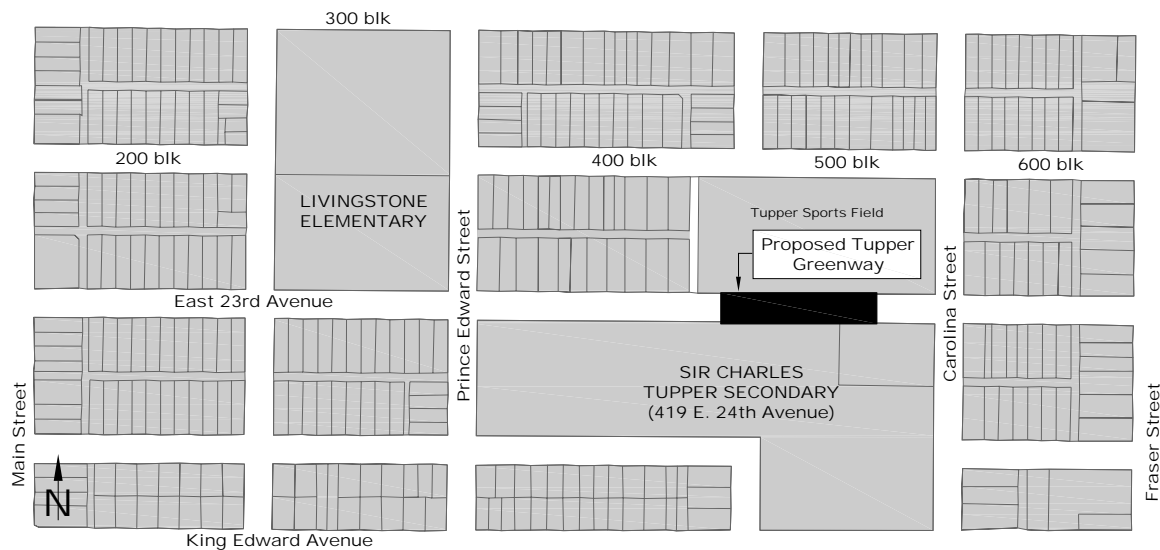 300 blk
200 blk
400 blk
500 blk
600 blk
LIVINGSTONE
ELEMENTARY
Tupper Sports Field
Proposed Tupper
Greenway
East 23rd Avenue
Prince Edward Street
Carolina Street
SIR CHARLES
TUPPER SECONDARY
(419 E. 24th Avenue)
Main Street
Fraser Street
N
King Edward Avenue